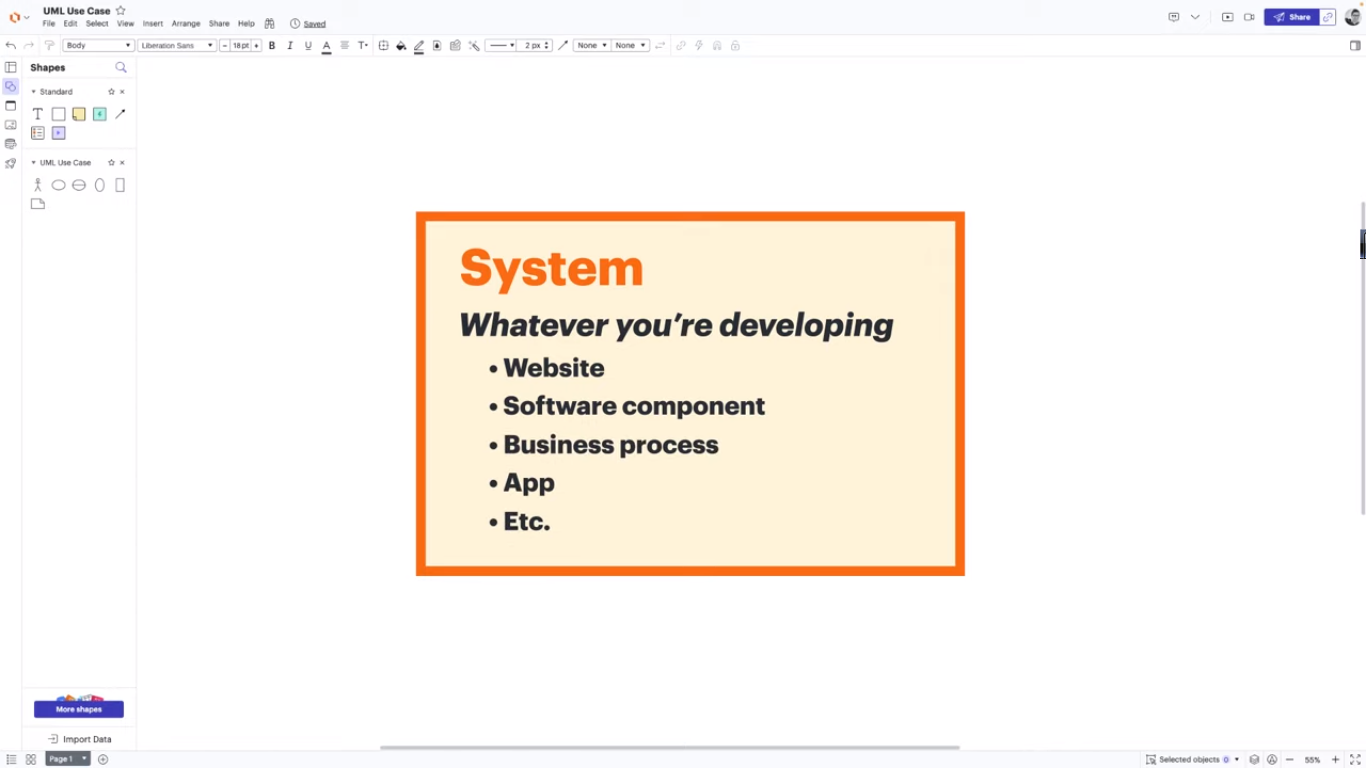 UML Use Case
File Edit Select View Insert Arrange Share Help Saved
Share
Body Liberation Sans - 18pt + B I U A T 2 px None None
Shapes
Standard
T
UML Use Case
System
Whatever you're developing
• Website
• Software component
• Business process
• App
• Etc.
More shapes
Import Data
Page 1 Selected objects 0 55%